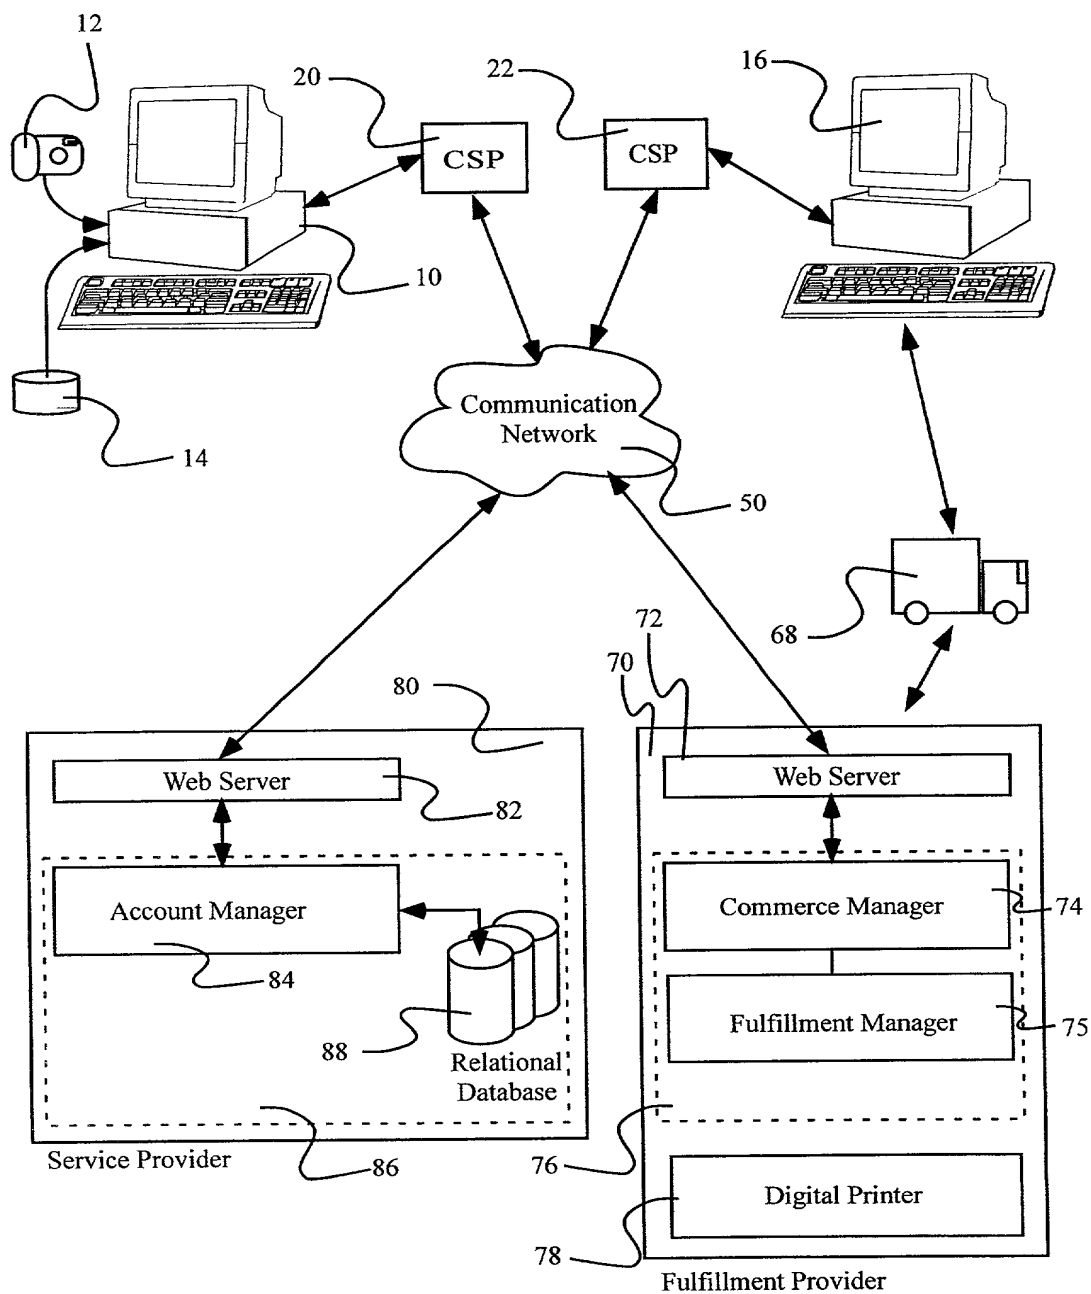 12
20
22
16
CSP
CSP
10
Communication
Network
14
50
68
72
70
80
Web Server
82
Web Server
Account Manager
84
Commerce Manager
74
88
Relational
Database
Fulfillment Manager
75
Service Provider
86
76
Digital Printer
78
Fulfillment Provider